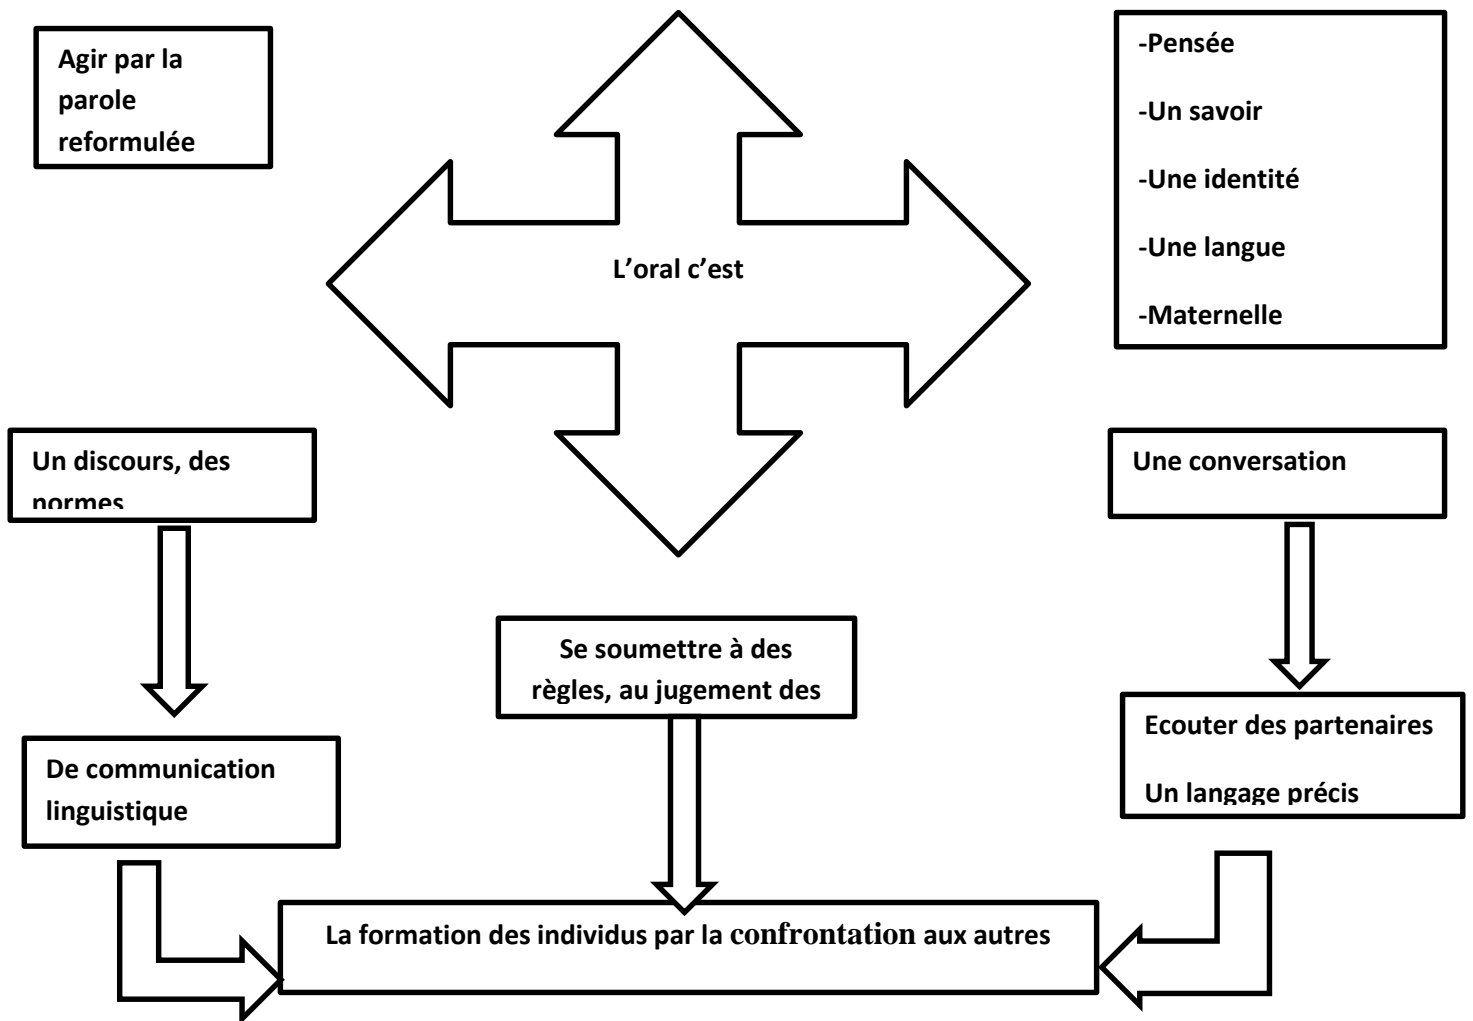 Agir par la
parole
reformulée
-Pensée
-Un savoir
-Une identité
-Une langue
-Maternelle
L’oral c’est
Un discours, des
normes
Une conversation
Se soumettre à des
règles, au jugement des
De communication
linguistique
Ecouter des partenaires
Un langage précis
La formation des individus par la confrontation aux autres